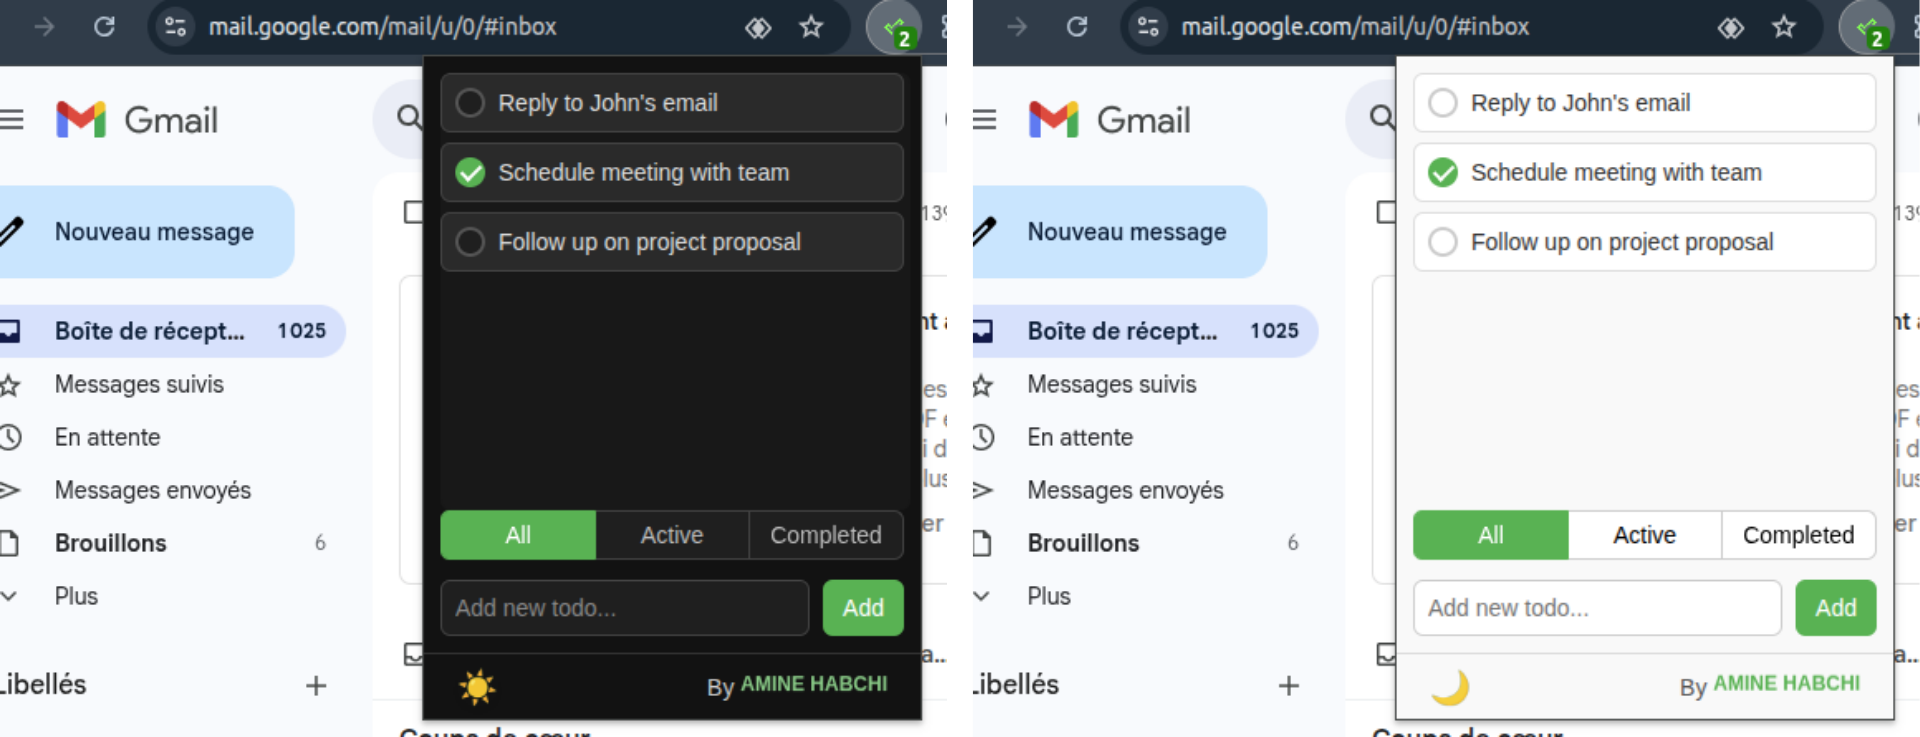 mail.google.com/mail/u/0/#inbox
2
Gmail
Nouveau message
Boîte de récept... 1025
Messages suivis
En attente
Messages envoyés
Brouillons 6
Plus
Libellés
Reply to John's email
Schedule meeting with team
Follow up on project proposal
All Active Completed
Add new todo... Add
By AMINE HABCHI
mail.google.com/mail/u/0/#inbox
2
Gmail
Nouveau message
Boîte de récept... 1025
Messages suivis
En attente
Messages envoyés
Brouillons 6
Plus
Libellés
Reply to John's email
Schedule meeting with team
Follow up on project proposal
All Active Completed
Add new todo... Add
By AMINE HABCHI